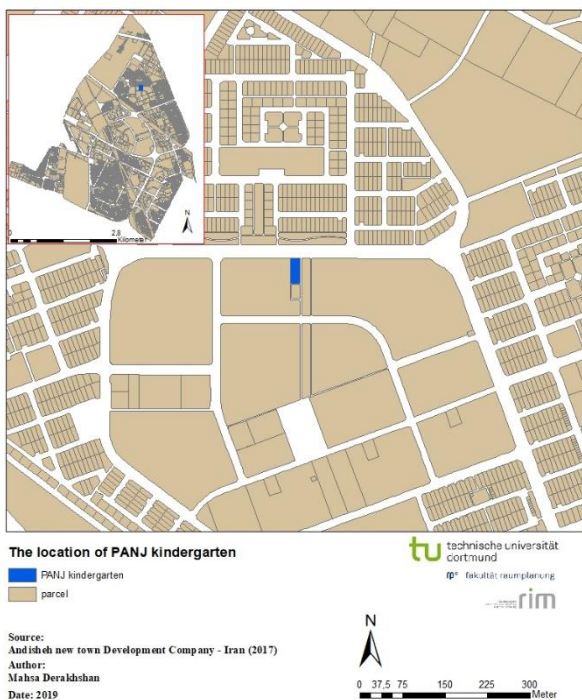 N
0 2,8
Kilometer
The location of PANJ kindergarten
PANJ kindergarten
parcel
Source:
Andisheh new town Development Company - Iran (2017)
Author:
Mahsa Derakhshan
Date: 2019
tu technische universität
dortmund
rp fakultät raumplanung
rim
N
0 37,5 75 150 225 300
Meter